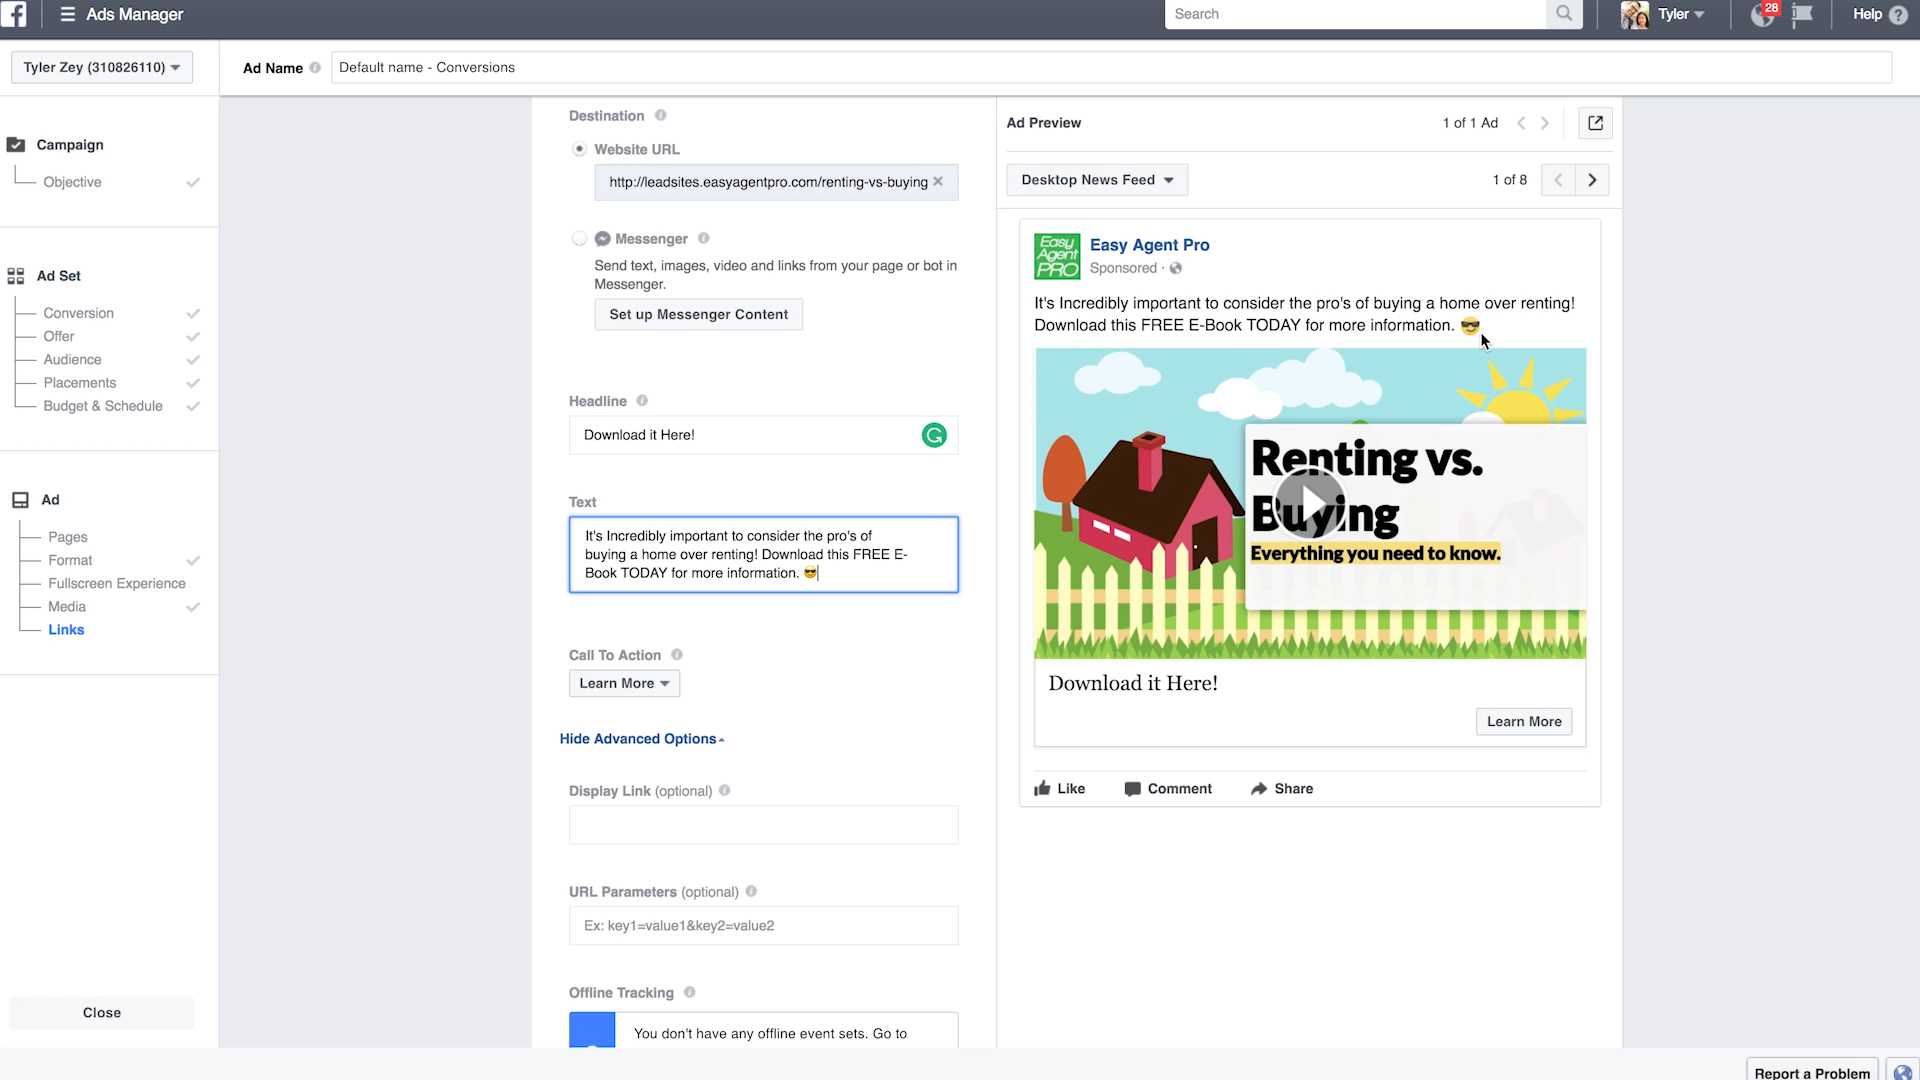 Ads Manager
Search
Tyler
28
Help
Tyler Zey (310826110)
Ad Name
Default name - Conversions
Campaign
Objective
Ad Set
Conversion
Offer
Audience
Placements
Budget & Schedule
Ad
Pages
Format
Fullscreen Experience
Media
Links
Close
Destination
Website URL
http://leadsites.easyagentpro.com/renting-vs-buying
Messenger
Send text, images, video and links from your page or bot in
Messenger.
Set up Messenger Content
Headline
Download it Here!
Text
It's Incredibly important to consider the pro's of
buying a home over renting! Download this FREE E-
Book TODAY for more information. 😎
Call To Action
Learn More
Hide Advanced Options
Display Link (optional)
URL Parameters (optional)
Ex: key1=value1&key2=value2
Offline Tracking
You don't have any offline event sets. Go to
Ad Preview
1 of 1 Ad
Desktop News Feed
1 of 8
Easy
Agent
PRO
Easy Agent Pro
Sponsored ·
It's Incredibly important to consider the pro's of buying a home over renting!
Download this FREE E-Book TODAY for more information. 😎
Renting vs.
Buying
Everything you need to know.
Download it Here!
Learn More
Like
Comment
Share
Report a Problem